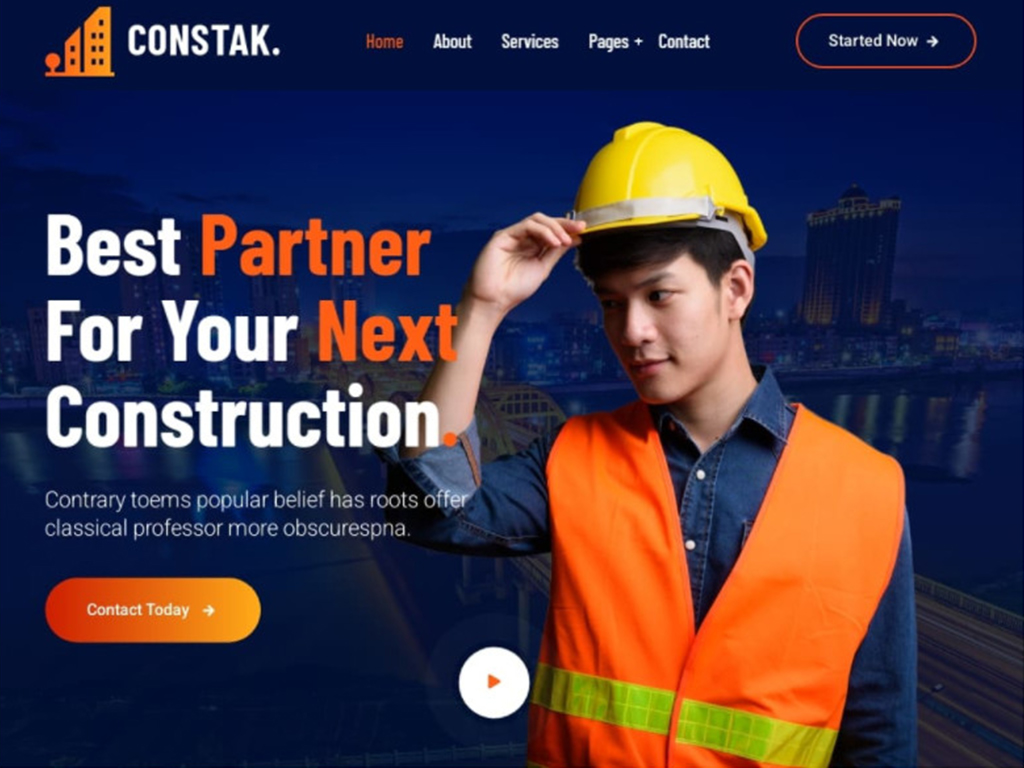 CONSTAK.
Home About Services Pages + Contact
Started Now →
Best Partner
For Your Next
Construction.
Contrary toems popular belief has roots offer
classical professor more obscurespna.
Contact Today →